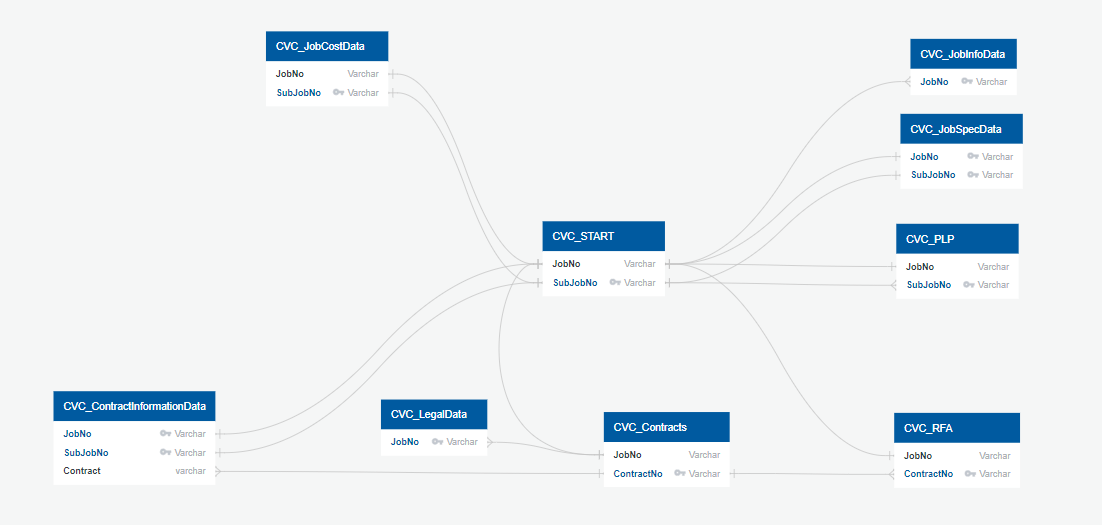 CVC_JobCostData
JobNo Varchar
SubJobNo Varchar
CVC_JobInfoData
JobNo Varchar
CVC_JobSpecData
JobNo Varchar
SubJobNo Varchar
CVC_START
JobNo Varchar
SubJobNo Varchar
CVC_PLP
JobNo Varchar
SubJobNo Varchar
CVC_ContractInformationData
JobNo Varchar
SubJobNo Varchar
Contract varchar
CVC_LegalData
JobNo Varchar
CVC_Contracts
JobNo Varchar
ContractNo Varchar
CVC_RFA
JobNo Varchar
ContractNo Varchar